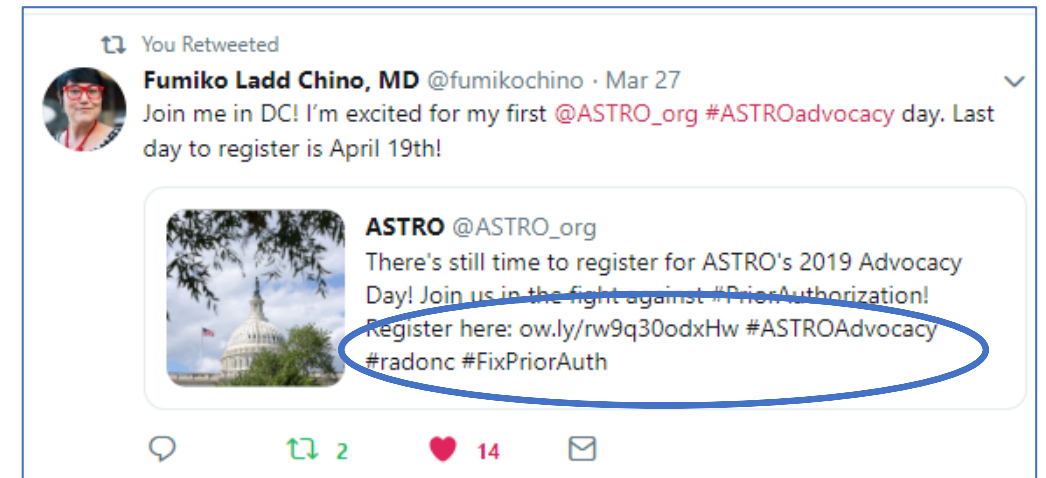 You Retweeted
Fumiko Ladd Chino, MD @fumikochino · Mar 27
Join me in DC! I'm excited for my first @ASTRO_org #ASTROadvocacy day. Last
day to register is April 19th!
ASTRO @ASTRO_org
There's still time to register for ASTRO's 2019 Advocacy
Day! Join us in the fight against #PriorAuthorization!
Register here: ow.ly/rw9q30odxHw #ASTROAdvocacy
#radonc #FixPriorAuth
2 14